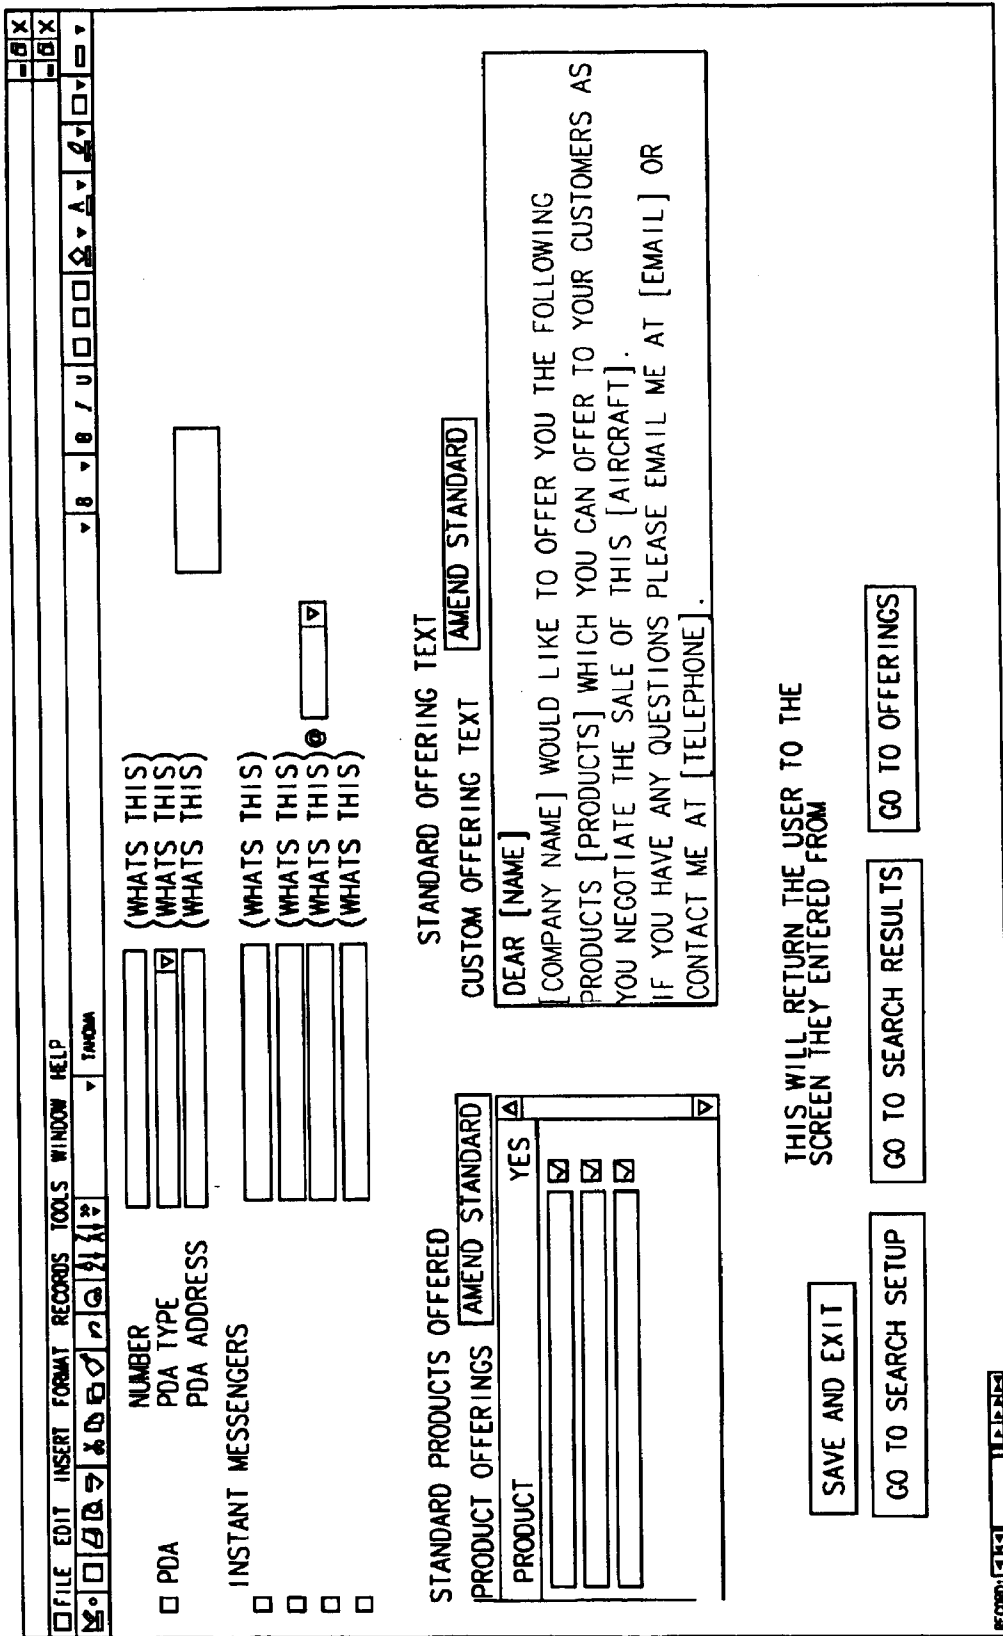 FILE EDIT INSERT FORMAT RECORDS TOOLS WINDOW HELP
TAHOMA 8 B / U A
NUMBER (WHATS THIS)
PDA PDA TYPE (WHATS THIS)
PDA ADDRESS (WHATS THIS)
INSTANT MESSENGERS
(WHATS THIS)
(WHATS THIS)
(WHATS THIS) @
(WHATS THIS)
STANDARD PRODUCTS OFFERED
PRODUCT OFFERINGS AMEND STANDARD
PRODUCT YES
STANDARD OFFERING TEXT
CUSTOM OFFERING TEXT AMEND STANDARD
DEAR [NAME]
[COMPANY NAME] WOULD LIKE TO OFFER YOU THE FOLLOWING
PRODUCTS [PRODUCTS] WHICH YOU CAN OFFER TO YOUR CUSTOMERS AS
YOU NEGOTIATE THE SALE OF THIS [AIRCRAFT].
IF YOU HAVE ANY QUESTIONS PLEASE EMAIL ME AT [EMAIL] OR
CONTACT ME AT [TELEPHONE].
THIS WILL RETURN THE USER TO THE
SCREEN THEY ENTERED FROM
SAVE AND EXIT
GO TO SEARCH SETUP GO TO SEARCH RESULTS GO TO OFFERINGS
RECORD: